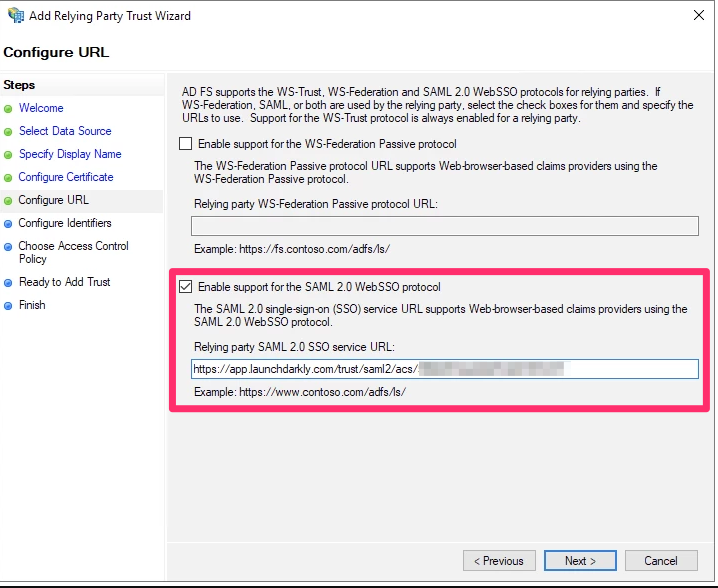 Add Relying Party Trust Wizard
Configure URL
Steps
Welcome
Select Data Source
Specify Display Name
Configure Certificate
Configure URL
Configure Identifiers
Choose Access Control
Policy
Ready to Add Trust
Finish
AD FS supports the WS-Trust, WS-Federation and SAML 2.0 WebSSO protocols for relying parties. If
WS-Federation, SAML, or both are used by the relying party, select the check boxes for them and specify the
URLs to use. Support for the WS-Trust protocol is always enabled for a relying party.
Enable support for the WS-Federation Passive protocol
The WS-Federation Passive protocol URL supports Web-browser-based claims providers using the
WS-Federation Passive protocol.
Relying party WS-Federation Passive protocol URL:
Example: https://fs.contoso.com/adfs/ls/
Enable support for the SAML 2.0 WebSSO protocol
The SAML 2.0 single-sign-on (SSO) service URL supports Web-browser-based claims providers using the
SAML 2.0 WebSSO protocol.
Relying party SAML 2.0 SSO service URL:
https://app.launchdarkly.com/trust/saml2/acs/
Example: https://www.contoso.com/adfs/ls/
< Previous
Next >
Cancel